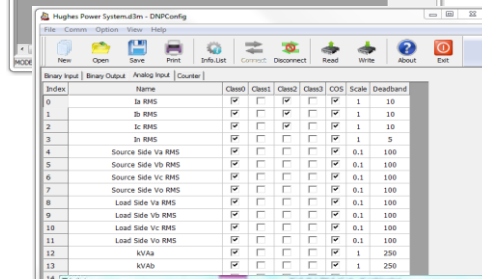 Hughes Power System.d3m - DNPConfig
File Comm Option View Help
New Open Save Print Info.List Connect Disconnect Read Write About Exit
MODE
Binary Input Binary Output Analog Input Counter
Index Name Class0 Class1 Class2 Class3 COS Scale Deadband
0 Ia RMS 1 10
1 Ib RMS 1 10
2 Ic RMS 1 10
3 In RMS 1 5
4 Source Side Va RMS 0.1 100
5 Source Side Vb RMS 0.1 100
6 Source Side Vc RMS 0.1 100
7 Source Side Vo RMS 0.1 100
8 Load Side Va RMS 0.1 100
9 Load Side Vb RMS 0.1 100
10 Load Side Vc RMS 0.1 100
11 Load Side Vo RMS 0.1 100
12 kVAa 1 250
13 kVAb 1 250